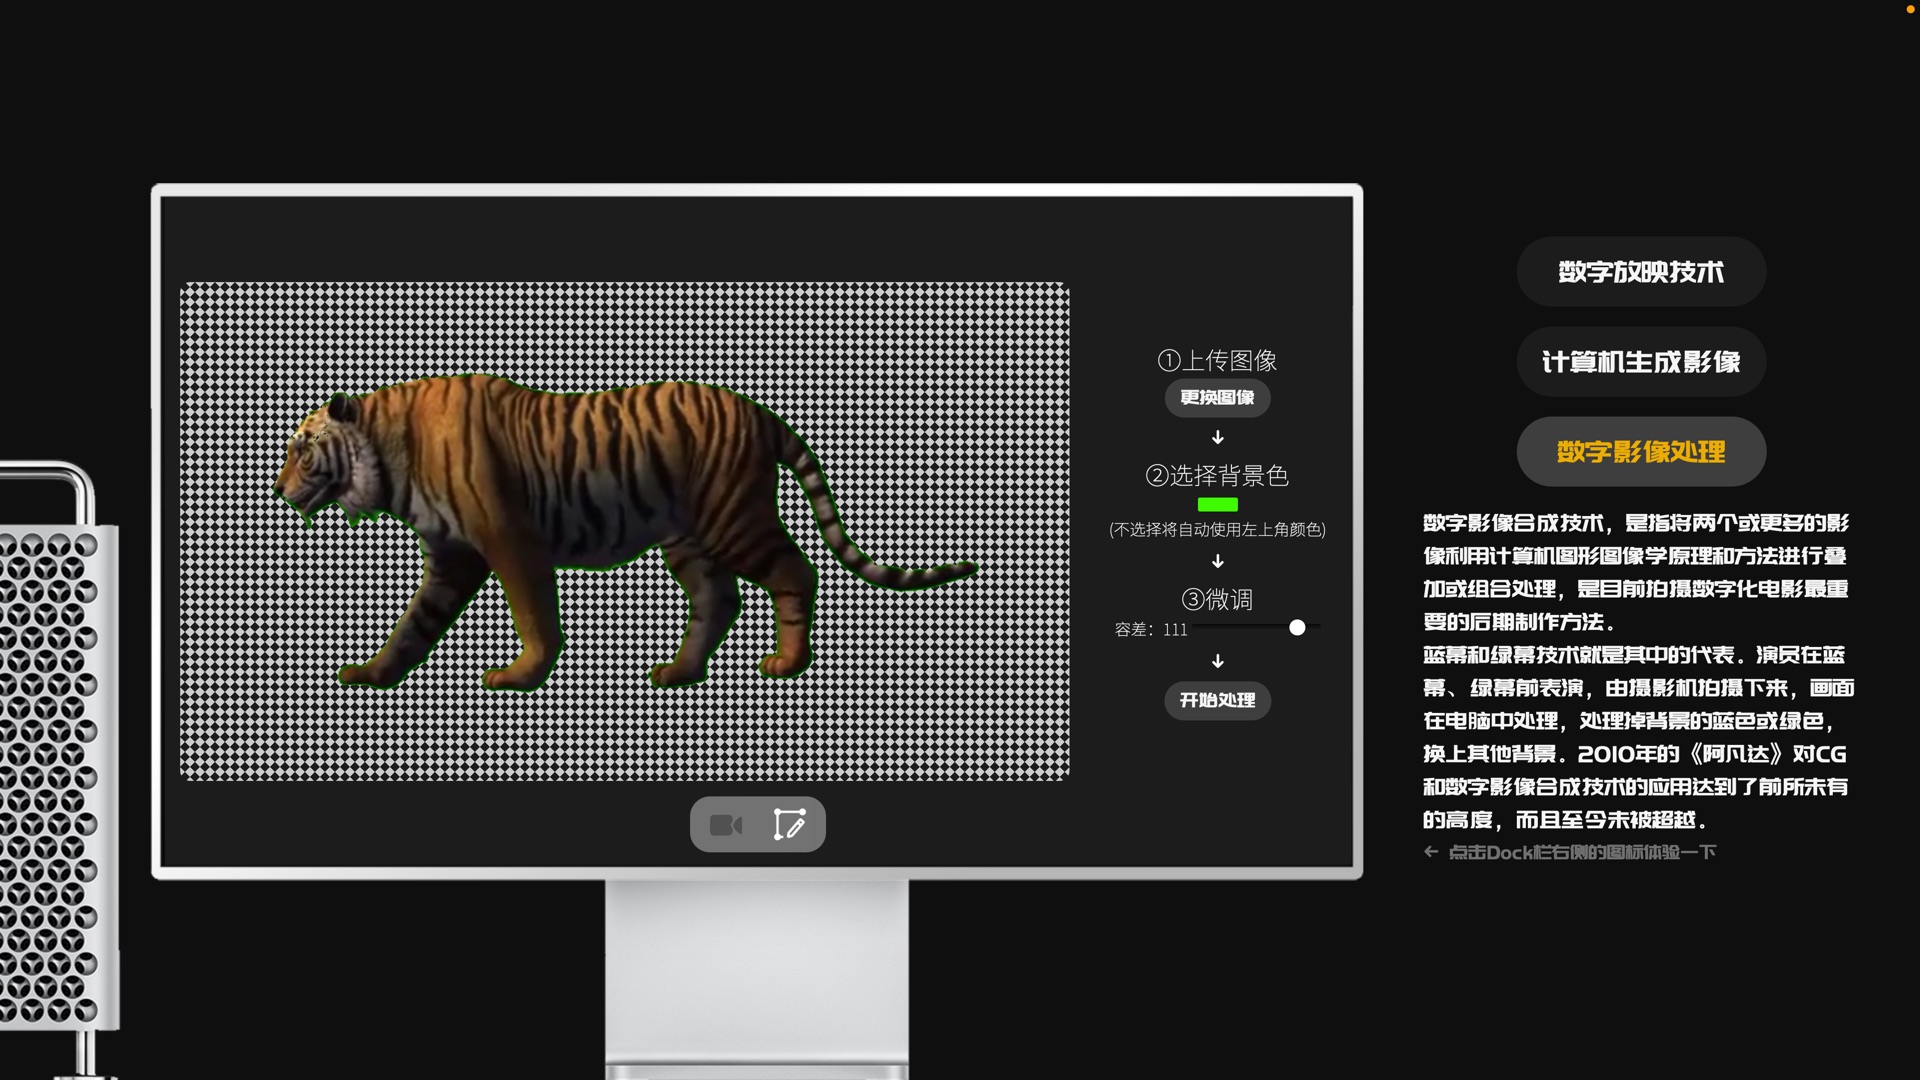 ①上传图像
更换图像
②选择背景色
(不选择将自动使用左上角颜色)
③微调
容差：111
开始处理
数字放映技术
计算机生成影像
数字影像处理
数字影像合成技术，是指将两个或更多的影
像利用计算机图形图像学原理和方法进行叠
加或组合处理，是目前拍摄数字化电影最重
要的后期制作方法。
蓝幕和绿幕技术就是其中的代表。演员在蓝
幕、绿幕前表演，由摄影机拍摄下来，画面
在电脑中处理，处理掉背景的蓝色或绿色，
换上其他背景。2010年的《阿凡达》对CG
和数字影像合成技术的应用达到了前所未有
的高度，而且至今未被超越。
← 点击Dock栏右侧的图标体验一下